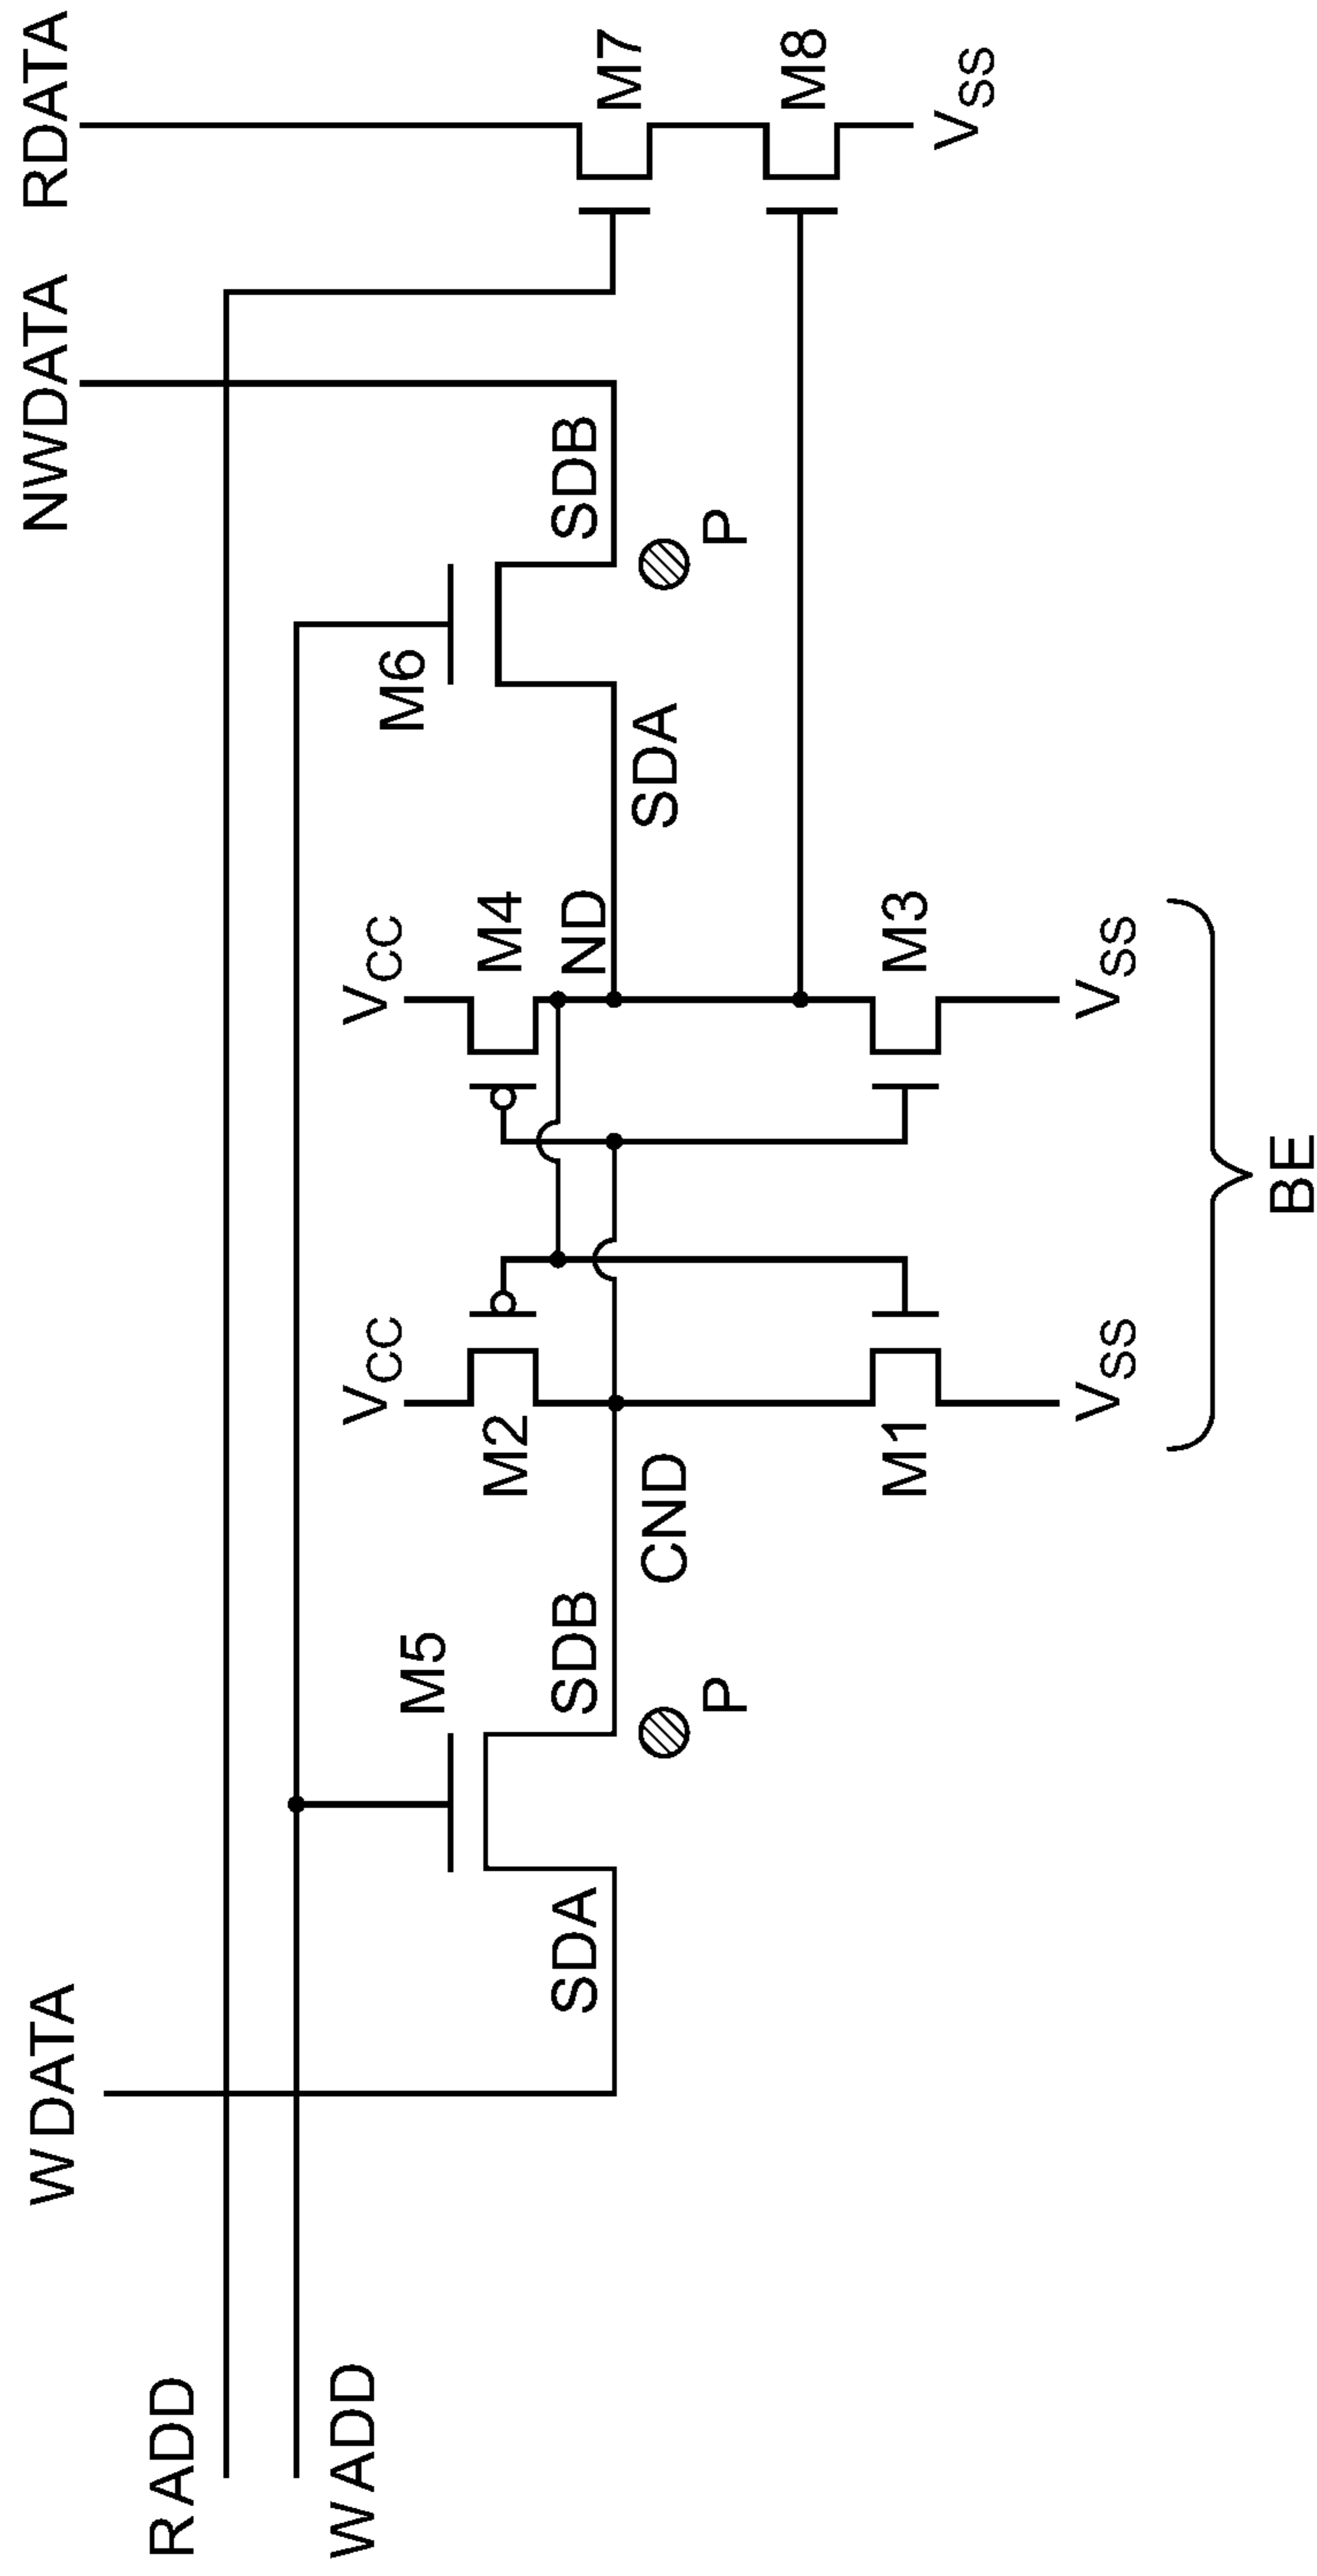 WDATA
NWDATA
RDATA
RADD
WADD
VCC
VCC
M5
M6
M2
M4
SDA
SDB
ND
SDB
M7
CND
SDA
P
P
M8
M1
M3
VSS
VSS
VSS
BE